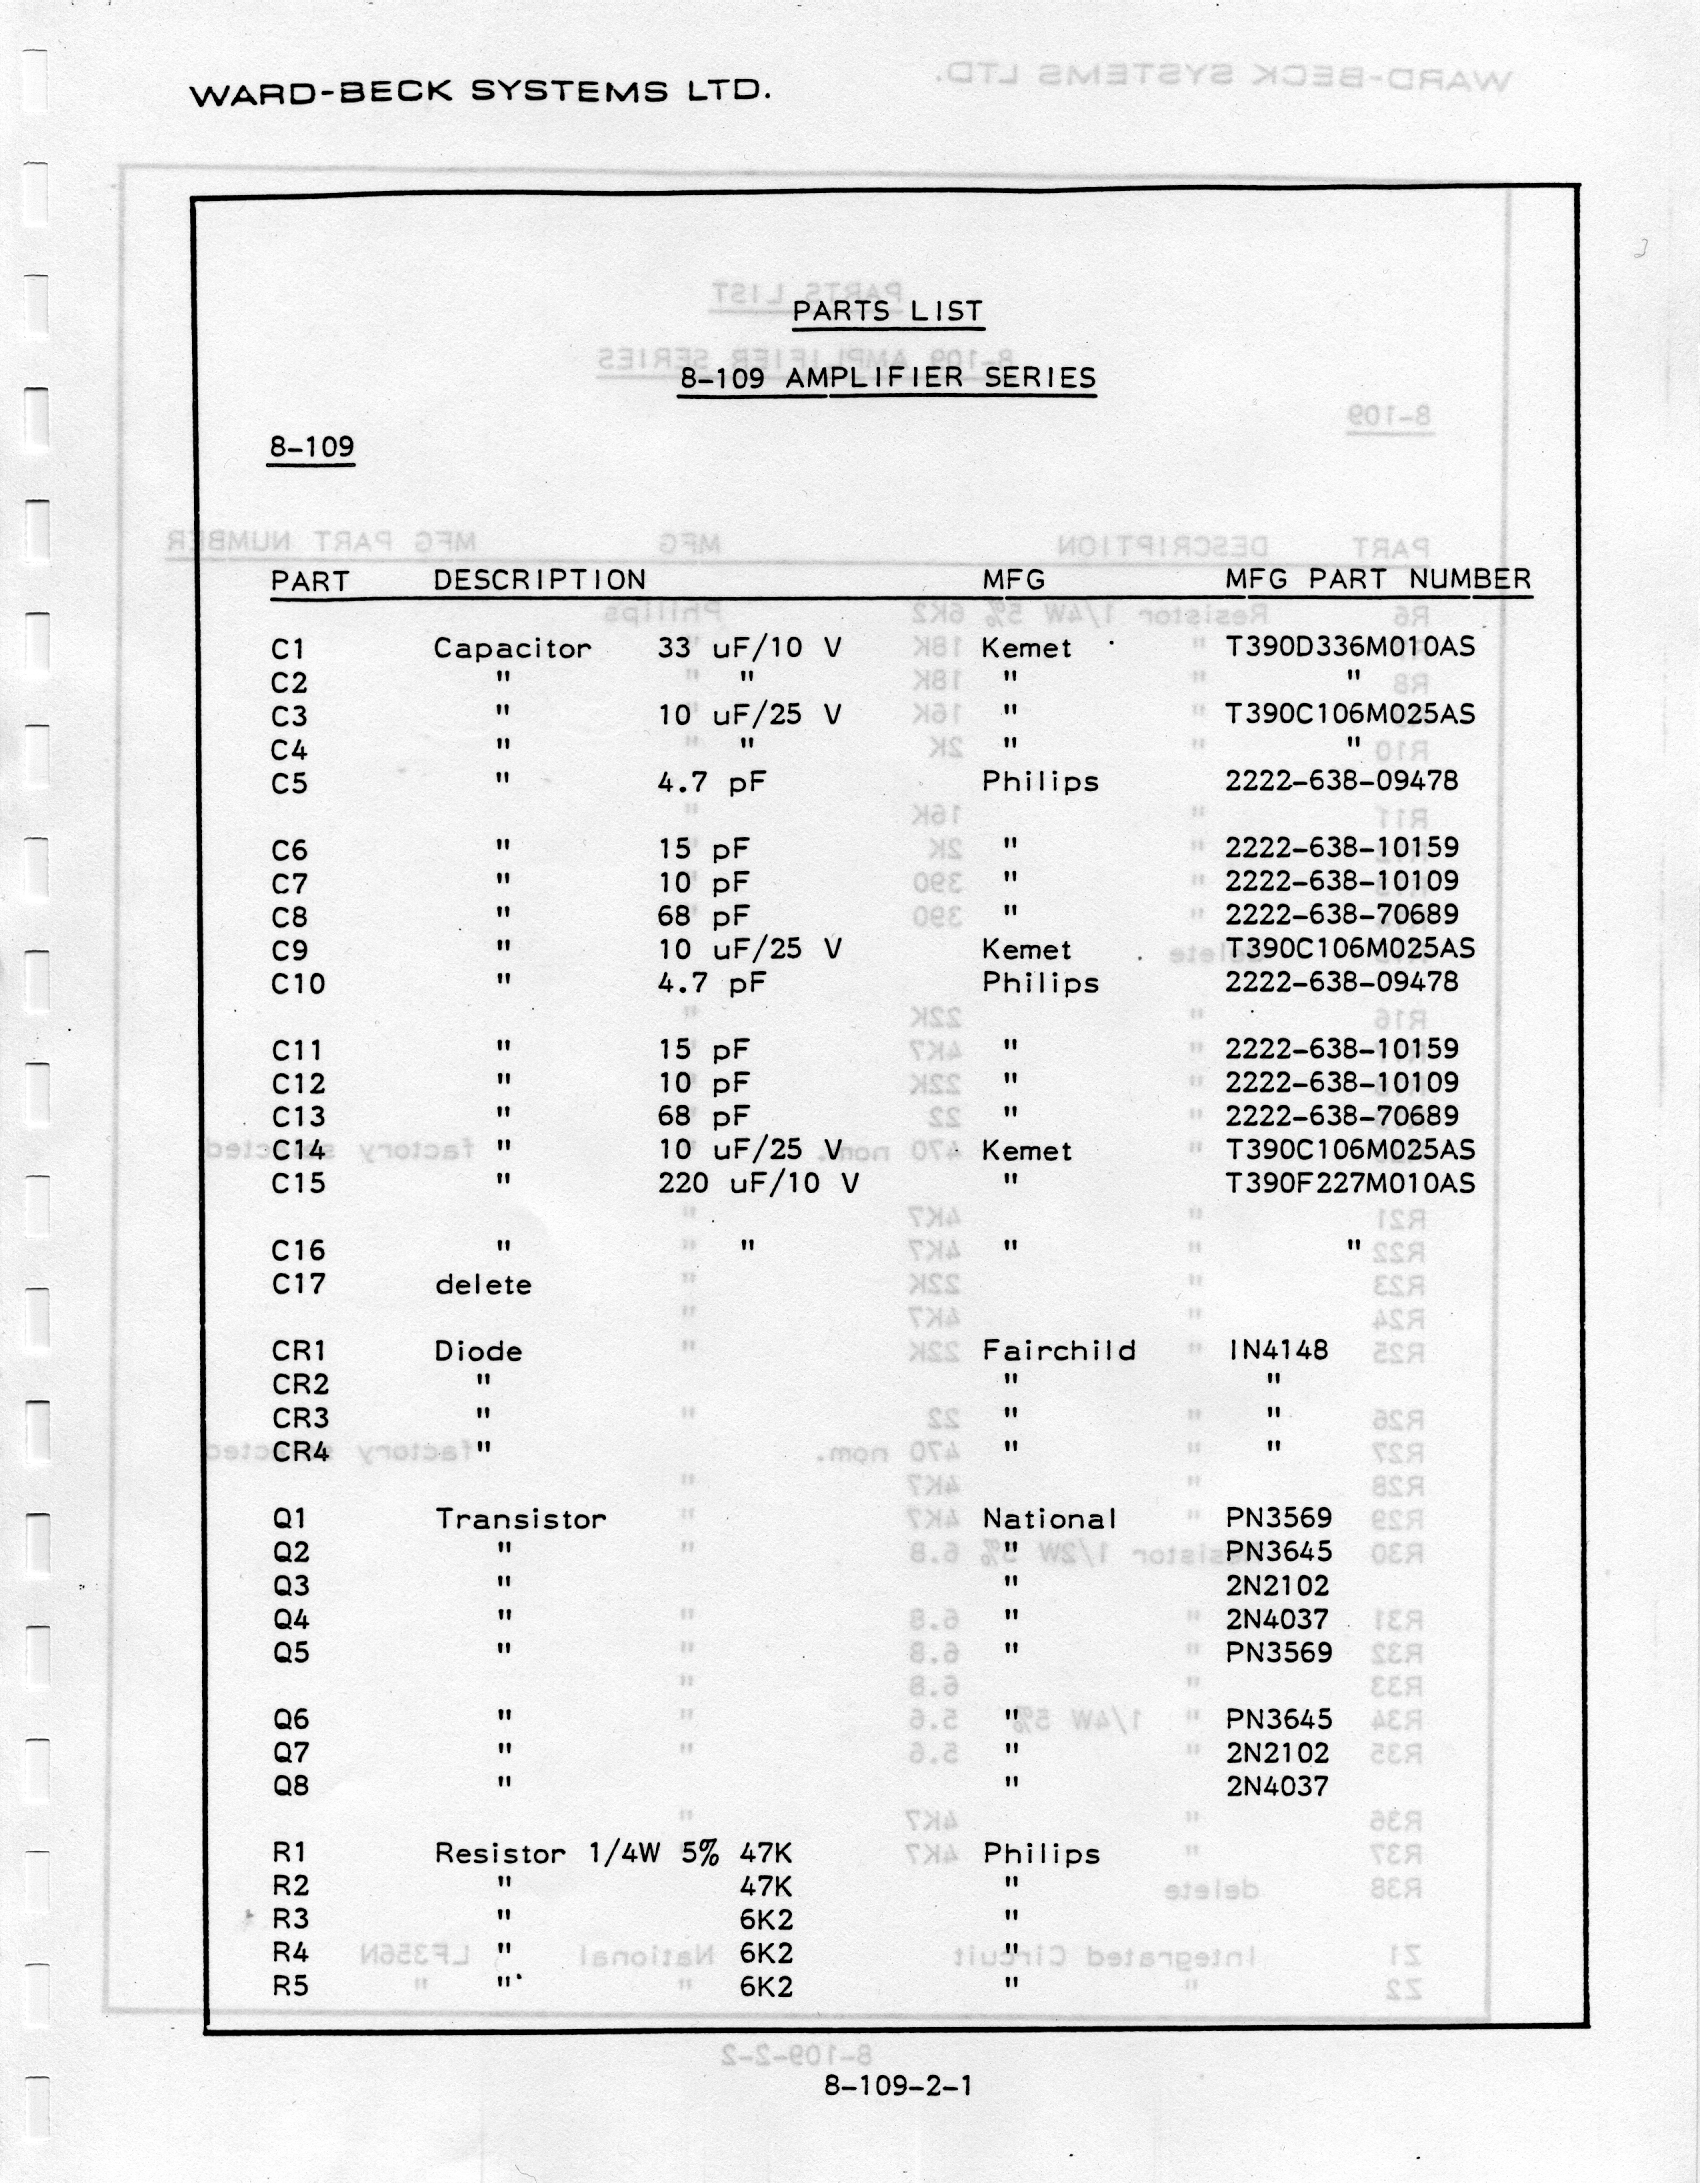 WARD-BECK SYSTEMS LTD.
PARTS LIST
8-109 AMPLIFIER SERIES
8-109
PART DESCRIPTION MFG MFG PART NUMBER
C1 Capacitor 33 uF/10 V Kemet T390D336M010AS
C2 " " " "
C3 " 10 uF/25 V " T390C106M025AS
C4 " " " "
C5 " 4.7 pF Philips 2222-638-09478
C6 " 15 pF " 2222-638-10159
C7 " 10 pF " 2222-638-10109
C8 " 68 pF " 2222-638-70689
C9 " 10 uF/25 V Kemet T390C106M025AS
C10 " 4.7 pF Philips 2222-638-09478
C11 " 15 pF " 2222-638-10159
C12 " 10 pF " 2222-638-10109
C13 " 68 pF " 2222-638-70689
C14 " 10 uF/25 V Kemet T390C106M025AS
C15 " 220 uF/10 V " T390F227M010AS
C16 " " " "
C17 delete
CR1 Diode Fairchild IN4148
CR2 " " "
CR3 " " "
CR4 " " "
Q1 Transistor National PN3569
Q2 " " PN3645
Q3 " " 2N2102
Q4 " " 2N4037
Q5 " " PN3569
Q6 " " PN3645
Q7 " " 2N2102
Q8 " " 2N4037
R1 Resistor 1/4W 5% 47K Philips
R2 " 47K "
R3 " 6K2 "
R4 " 6K2 "
R5 " 6K2 "
8-109-2-1